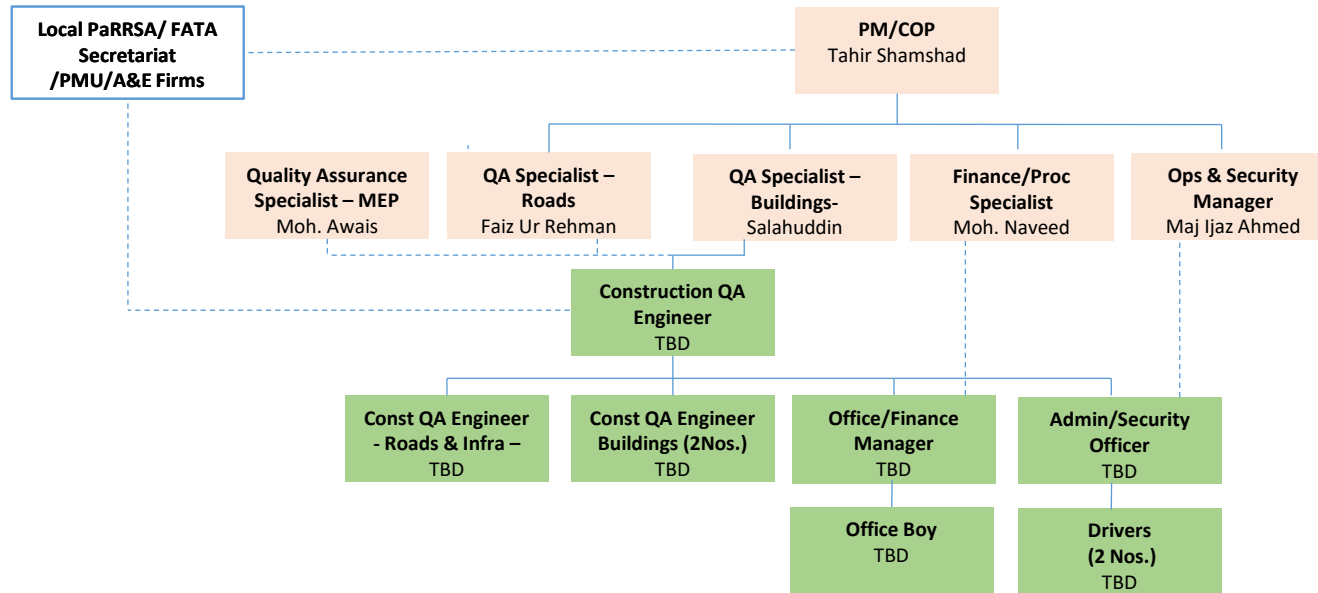 Local PaRRSA/ FATA
Secretariat
/PMU/A&E Firms
PM/COP
Tahir Shamshad
Quality Assurance
Specialist – MEP
Moh. Awais
QA Specialist –
Roads
Faiz Ur Rehman
QA Specialist –
Buildings-
Salahuddin
Finance/Proc
Specialist
Moh. Naveed
Ops & Security
Manager
Maj Ijaz Ahmed
Construction QA
Engineer
TBD
Const QA Engineer
- Roads & Infra –
TBD
Const QA Engineer
Buildings (2Nos.)
TBD
Office/Finance
Manager
TBD
Admin/Security
Officer
TBD
Office Boy
TBD
Drivers
(2 Nos.)
TBD